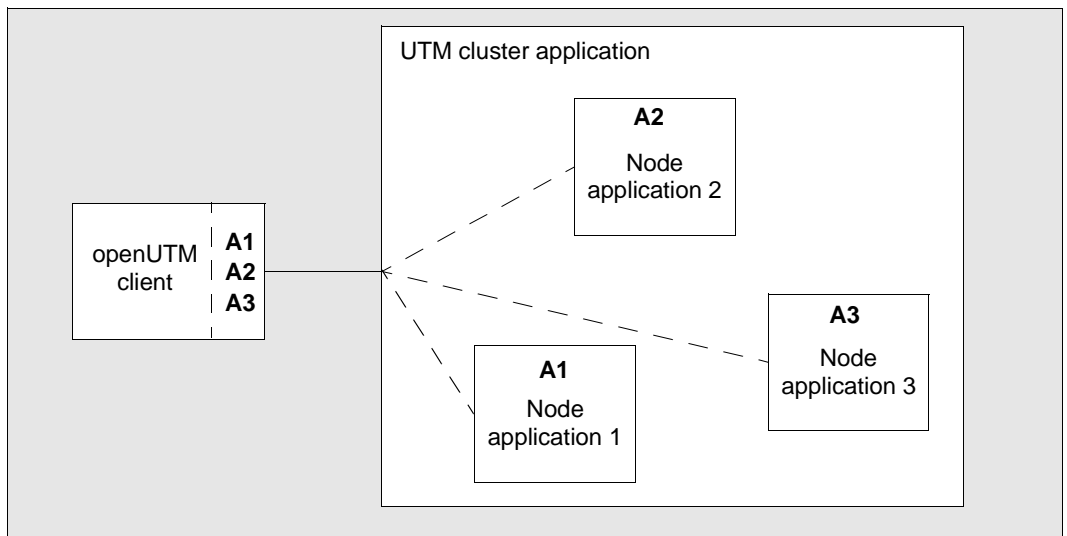 UTM cluster application
A2
Node
application 2
openUTM
client
A1
A2
A3
A3
Node
application 3
A1
Node
application 1